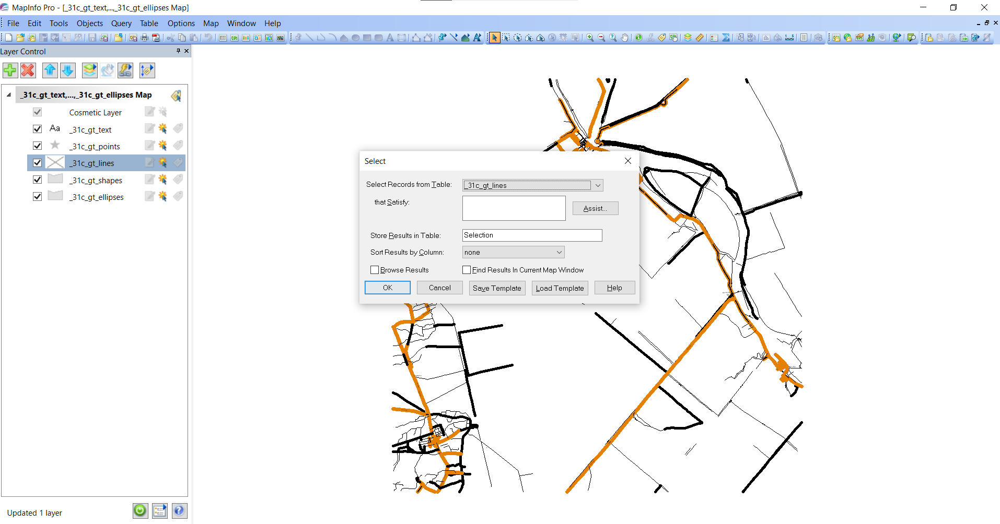 MapInfo Pro - [_31c_gt_text,...,_31c_gt_ellipses Map]
File Edit Tools Objects Query Table Options Map Window Help
Layer Control
_31c_gt_text,...,_31c_gt_ellipses Map
Cosmetic Layer
Aa _31c_gt_text
_31c_gt_points
_31c_gt_lines
_31c_gt_shapes
_31c_gt_ellipses
Select
Select Records from Table: _31c_gt_lines
that Satisfy:
Assist...
Store Results in Table: Selection
Sort Results by Column: none
Browse Results Find Results In Current Map Window
OK Cancel Save Template Load Template Help
Updated 1 layer